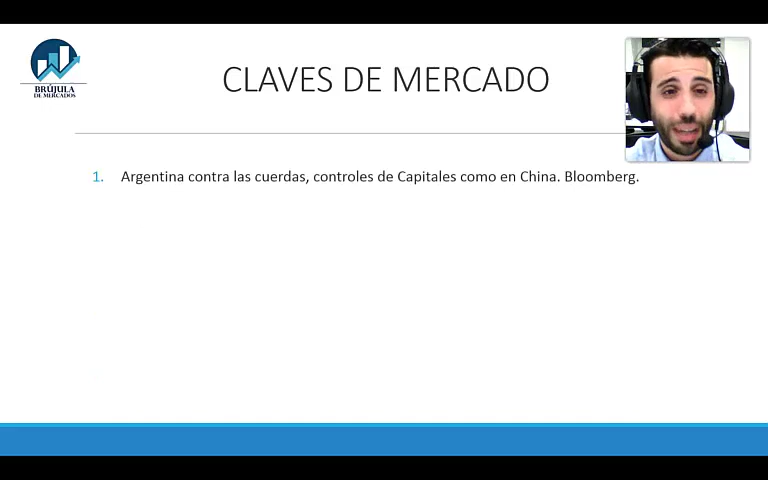 BRÚJULA
DE MERCADOS
CLAVES DE MERCADO
1. Argentina contra las cuerdas, controles de Capitales como en China. Bloomberg.